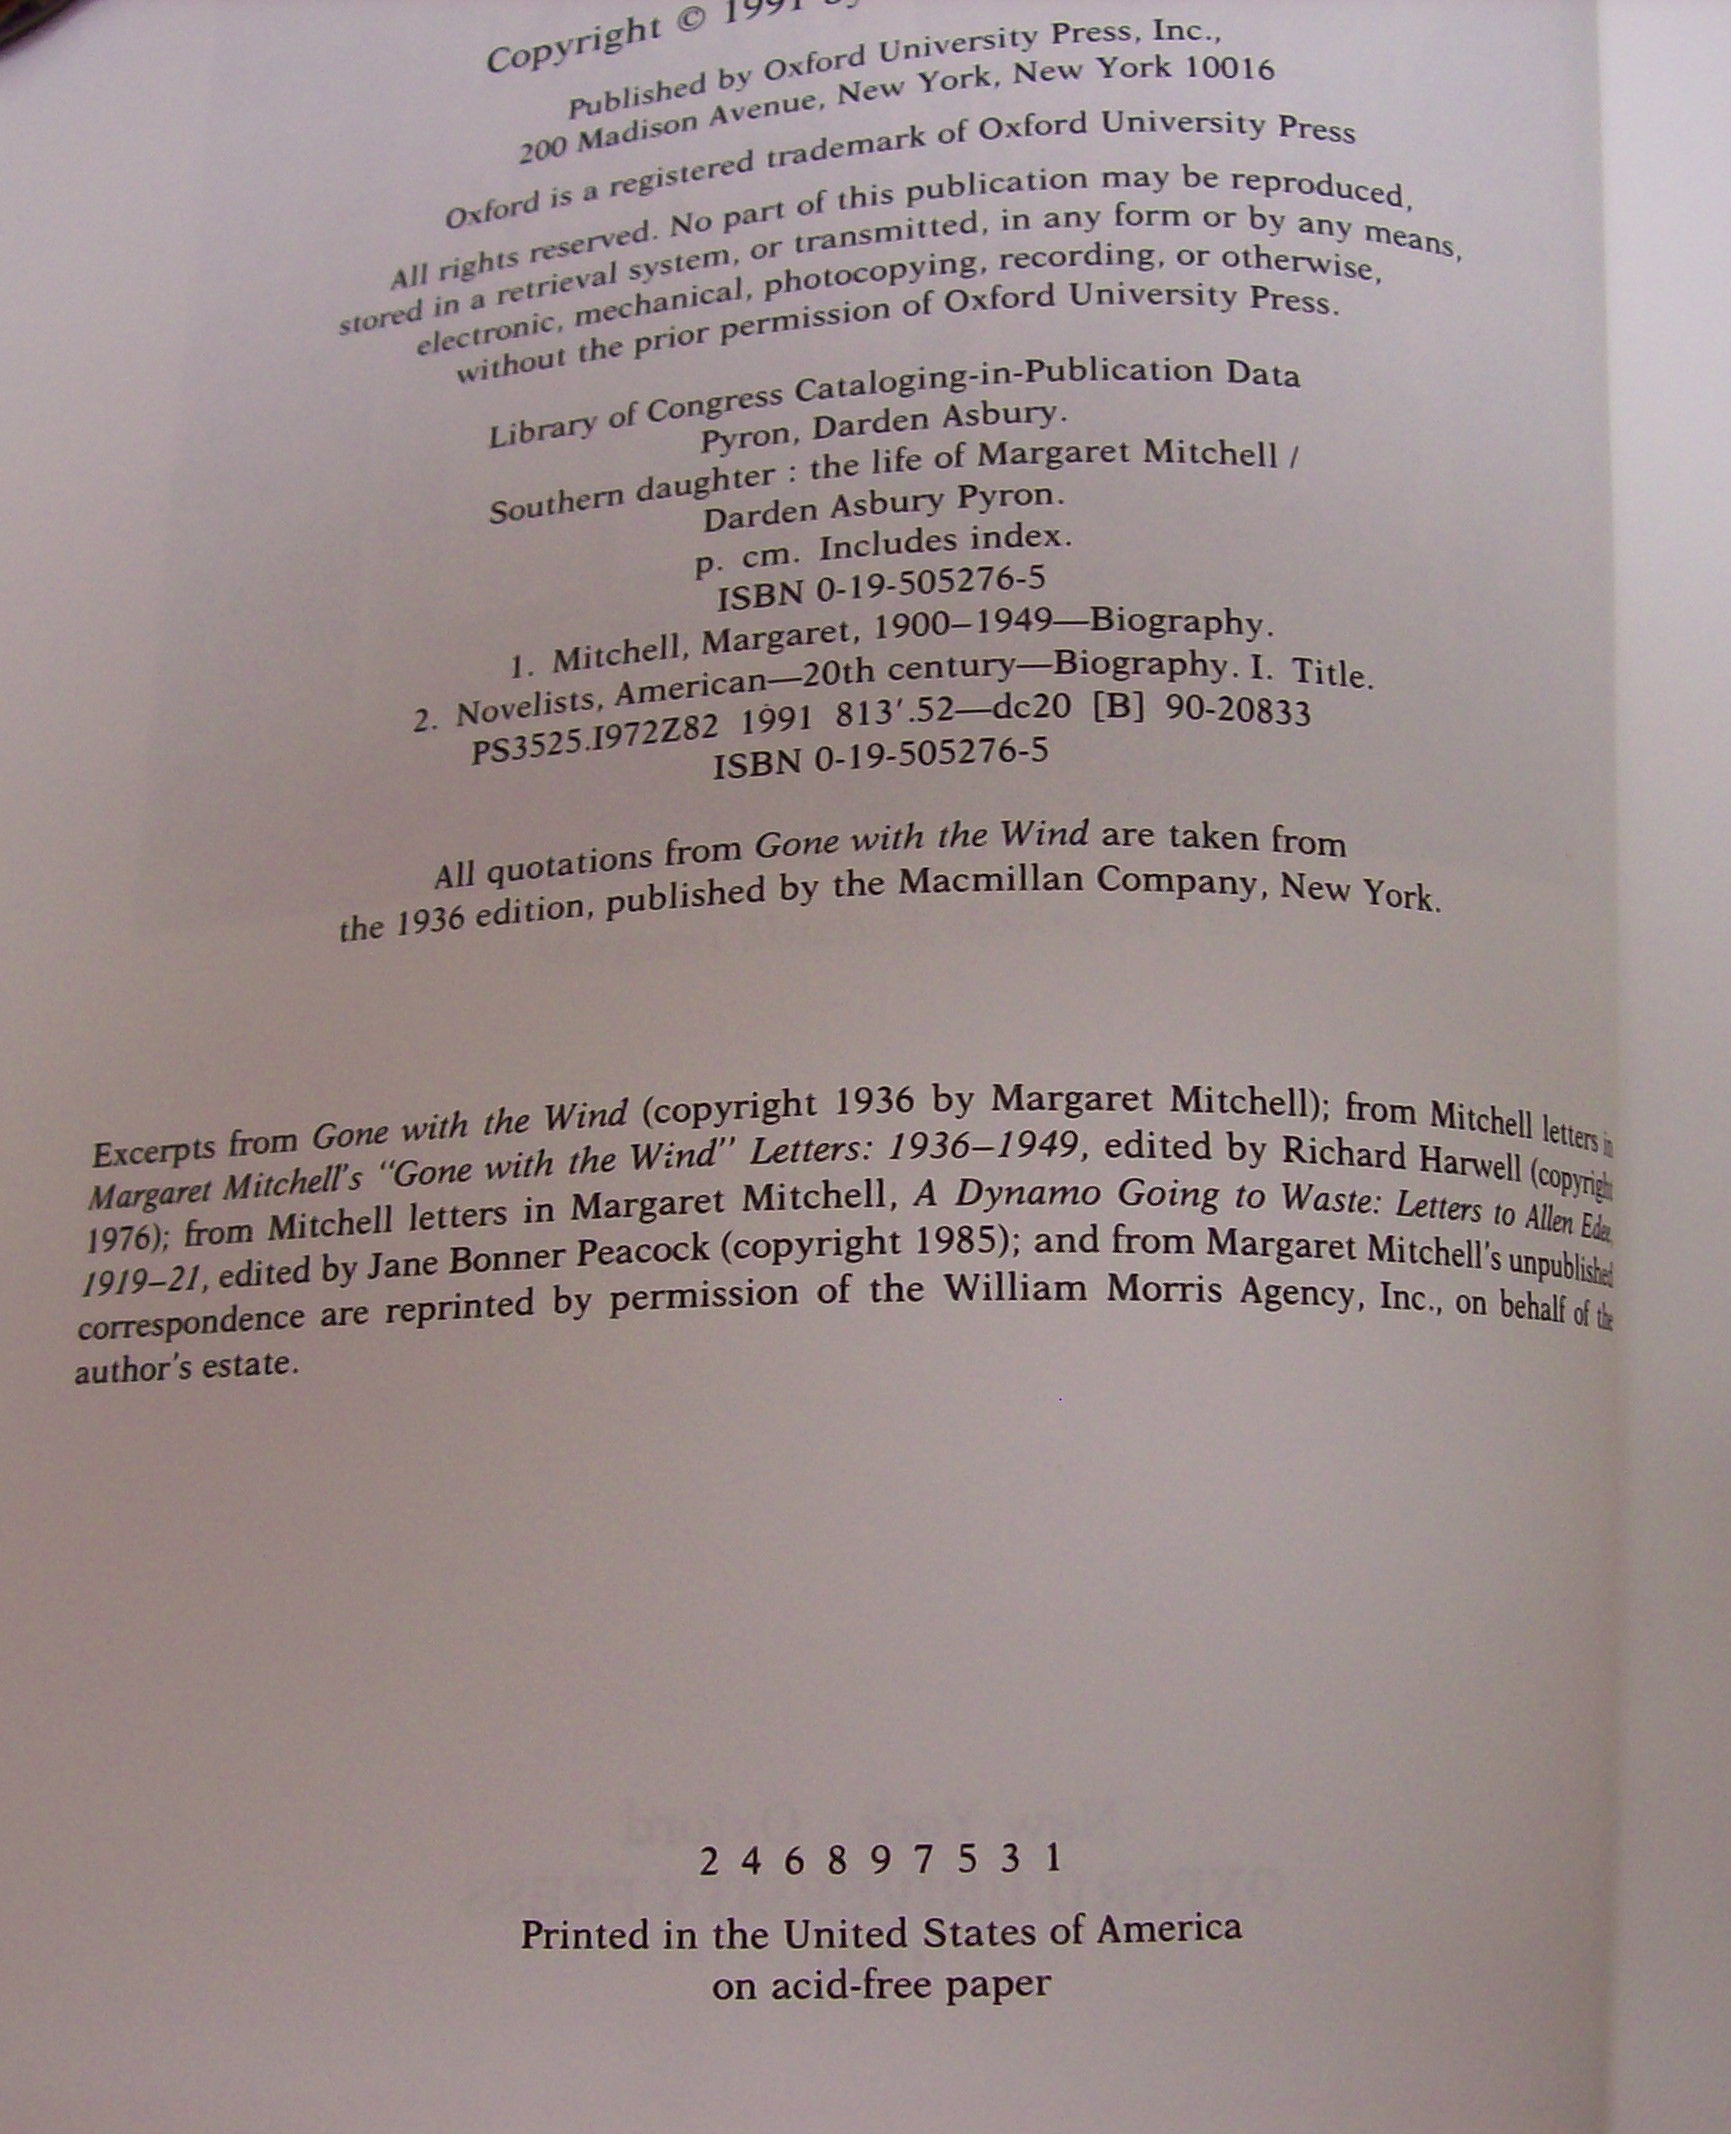 Copyright © 1991
Published by Oxford University Press, Inc.,
200 Madison Avenue, New York, New York 10016
Oxford is a registered trademark of Oxford University Press
All rights reserved. No part of this publication may be reproduced,
stored in a retrieval system, or transmitted, in any form or by any means,
electronic, mechanical, photocopying, recording, or otherwise,
without the prior permission of Oxford University Press.
Library of Congress Cataloging-in-Publication Data
Pyron, Darden Asbury.
Southern daughter : the life of Margaret Mitchell /
Darden Asbury Pyron.
p. cm. Includes index.
ISBN 0-19-505276-5
1. Mitchell, Margaret, 1900–1949—Biography.
2. Novelists, American—20th century—Biography. I. Title.
PS3525.I972Z82 1991 813'.52—dc20 [B] 90-20833
ISBN 0-19-505276-5
All quotations from Gone with the Wind are taken from
the 1936 edition, published by the Macmillan Company, New York.
Excerpts from Gone with the Wind (copyright 1936 by Margaret Mitchell); from Mitchell letters in
Margaret Mitchell's "Gone with the Wind" Letters: 1936–1949, edited by Richard Harwell (copyright
1976); from Mitchell letters in Margaret Mitchell, A Dynamo Going to Waste: Letters to Allen Edee,
1919–21, edited by Jane Bonner Peacock (copyright 1985); and from Margaret Mitchell's unpublished
correspondence are reprinted by permission of the William Morris Agency, Inc., on behalf of the
author's estate.
2 4 6 8 9 7 5 3 1
Printed in the United States of America
on acid-free paper